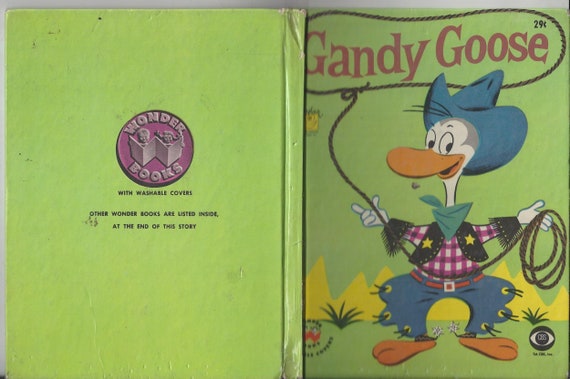 WONDER
BOOKS
WITH WASHABLE COVERS
OTHER WONDER BOOKS ARE LISTED INSIDE,
AT THE END OF THIS STORY
29¢
Gandy Goose
CBS